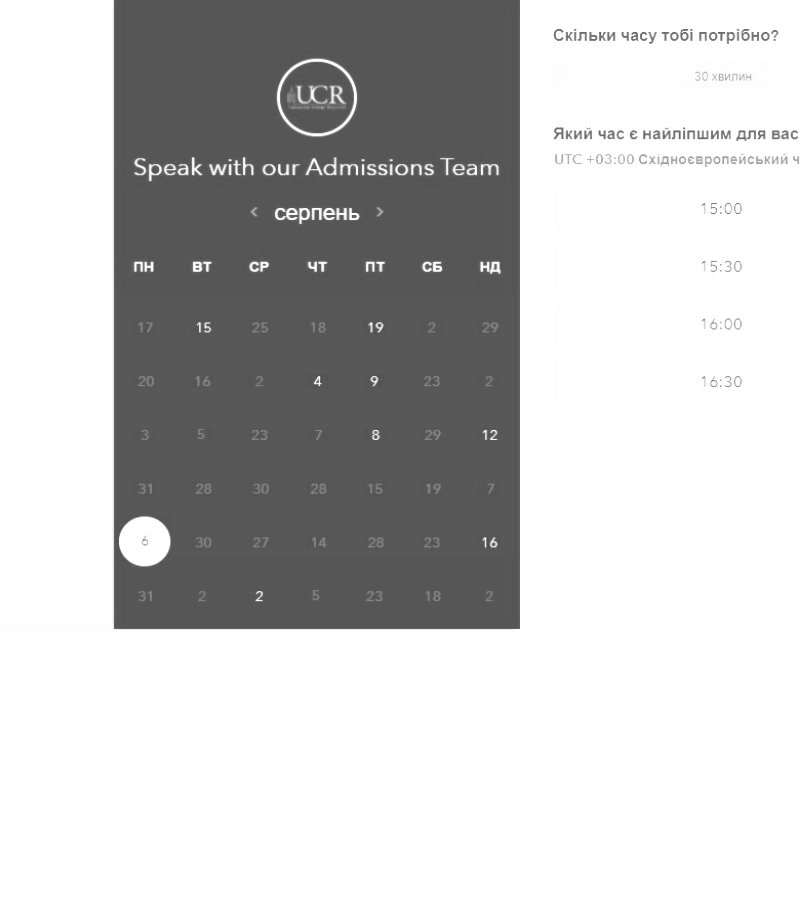 UCR
Speak with our Admissions Team
< серпень >
ПН ВТ СР ЧТ ПТ СБ НД
17 15 25 18 19 2 29
20 16 2 4 9 23 2
3 5 23 7 8 29 12
31 28 30 28 15 19 7
6 30 27 14 28 23 16
31 2 2 5 23 18 2
Скільки часу тобі потрібно?
30 хвилин
Який час є найліпшим для вас
UTC +03:00 Східноєвропейський ч
15:00
15:30
16:00
16:30